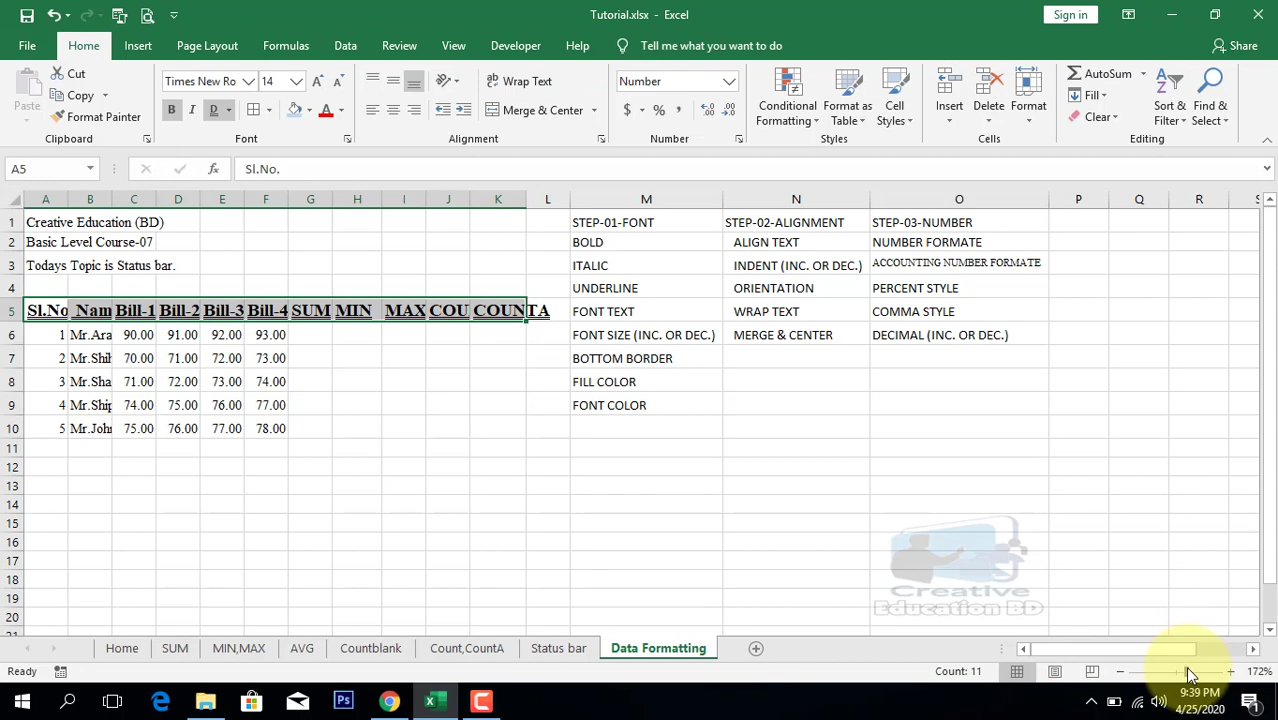 Tutorial.xlsx - Excel
Sign in
File Home Insert Page Layout Formulas Data Review View Developer Help Tell me what you want to do Share
Paste
Cut
Copy
Format Painter
Clipboard
Times New Ro 14
B I D
Font
Wrap Text
Merge & Center
Alignment
Number
$ % ,
Number
Conditional Formatting
Format as Table
Cell Styles
Styles
Insert Delete Format
Cells
AutoSum
Fill
Clear
Sort & Filter
Find & Select
Editing
A5 fx Sl.No.
A B C D E F G H I J K L M N O P Q R S
1 Creative Education (BD) STEP-01-FONT STEP-02-ALIGNMENT STEP-03-NUMBER
2 Basic Level Course-07 BOLD ALIGN TEXT NUMBER FORMATE
3 Todays Topic is Status bar. ITALIC INDENT (INC. OR DEC.) ACCOUNTING NUMBER FORMATE
4 UNDERLINE ORIENTATION PERCENT STYLE
5 Sl.No Nam Bill-1 Bill-2 Bill-3 Bill-4 SUM MIN MAX COU COUNTA FONT TEXT WRAP TEXT COMMA STYLE
6 1 Mr.Ara 90.00 91.00 92.00 93.00 FONT SIZE (INC. OR DEC.) MERGE & CENTER DECIMAL (INC. OR DEC.)
7 2 Mr.Shih 70.00 71.00 72.00 73.00 BOTTOM BORDER
8 3 Mr.Sha 71.00 72.00 73.00 74.00 FILL COLOR
9 4 Mr.Ship 74.00 75.00 76.00 77.00 FONT COLOR
10 5 Mr.John 75.00 76.00 77.00 78.00
11
12
13
14
15
16
17
18
19
20
21
Creative
Education BD
Home SUM MIN,MAX AVG Countblank Count,CountA Status bar Data Formatting
Ready Count: 11 172%
9:39 PM
4/25/2020